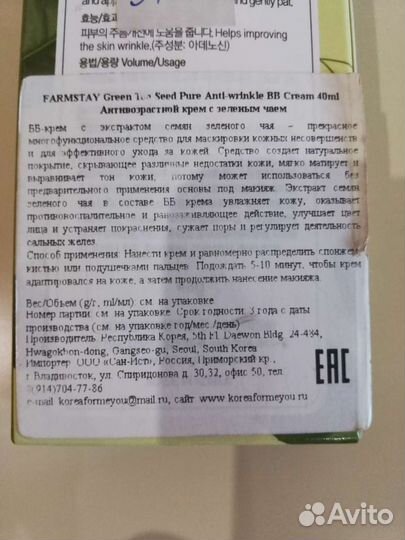 and gently pat.
효능/효과
피부의 주름개선에 도움을 줍니다. Helps improving
the skin wrinkle.(주성분: 아데노신)
용법/용량 Volume/Usage
FARMSTAY Green Tea Seed Pure Anti-wrinkle BB Cream 40ml
Антивозрастной крем с зеленым чаем
ББ-крем с экстрактом семян зеленого чая - прекрасное
многофункциональное средство для маскировки кожных несовершенств
и для эффективного ухода за кожей. Средство создает натуральное
покрытие, скрывающее различные недостатки кожи, мягко матирует и
выравнивает тон кожи, потому может использоваться без
предварительного применения основы под макияж. Экстракт семян
зеленого чая в составе ББ крема увлажняет кожу, оказывает
противовоспалительное и ранозаживляющее действие, улучшает цвет
лица и устраняет покраснения, сужает поры и регулирует деятельность
сальных желез.
Способ применения: Нанести крем и равномерно распределить спонжем,
кистью или подушечками пальцев. Подождать 5-10 минут, чтобы крем
адаптировался на коже, а затем продолжить нанесение макияжа.
Вес/Объем (g/г, ml/мл): см. на упаковке
Номер партии: см. на упаковке. Срок годности: 3 года с даты
производства (см. на упаковке год/мес./день)
Производитель: Республика Корея, 5th Fl. Daewon Bldg. 24-434,
Hwagokhon-dong, Gangseo-gu, Seoul, South Korea
Импортер: ООО «Сан-Ист», Россия, Приморский кр.,
г. Владивосток, ул. Спиридонова д. 30,32, офис 50, тел.
(914)704-77-86
e-mail: koreaformeyou@mail.ru, сайт: www.koreaformeyou.ru
EAC
Avito